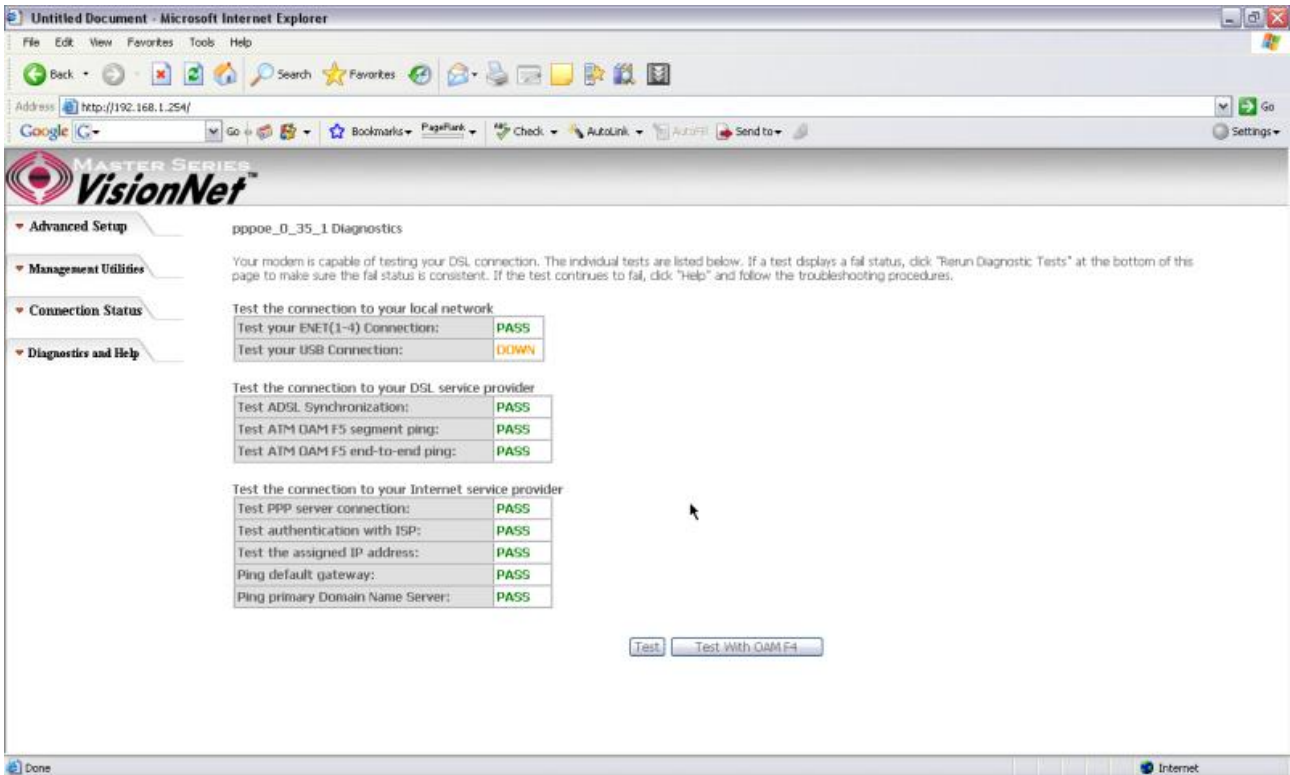 Untitled Document - Microsoft Internet Explorer
File Edit View Favorites Tools Help
Back Search Favorites
Address http://192.168.1.254/ Go
Google G Go Bookmarks PageRank Check AutoLink AutoFill Send to Settings
MASTER SERIES
VisionNet™
Advanced Setup
Management Utilities
Connection Status
Diagnostics and Help
pppoe_0_35_1 Diagnostics
Your modem is capable of testing your DSL connection. The individual tests are listed below. If a test displays a fail status, click "Rerun Diagnostic Tests" at the bottom of this
page to make sure the fail status is consistent. If the test continues to fail, click "Help" and follow the troubleshooting procedures.
Test the connection to your local network
Test your ENET(1-4) Connection: PASS
Test your USB Connection: DOWN
Test the connection to your DSL service provider
Test ADSL Synchronization: PASS
Test ATM OAM F5 segment ping: PASS
Test ATM OAM F5 end-to-end ping: PASS
Test the connection to your Internet service provider
Test PPP server connection: PASS
Test authentication with ISP: PASS
Test the assigned IP address: PASS
Ping default gateway: PASS
Ping primary Domain Name Server: PASS
Test Test With OAM F4
Done Internet